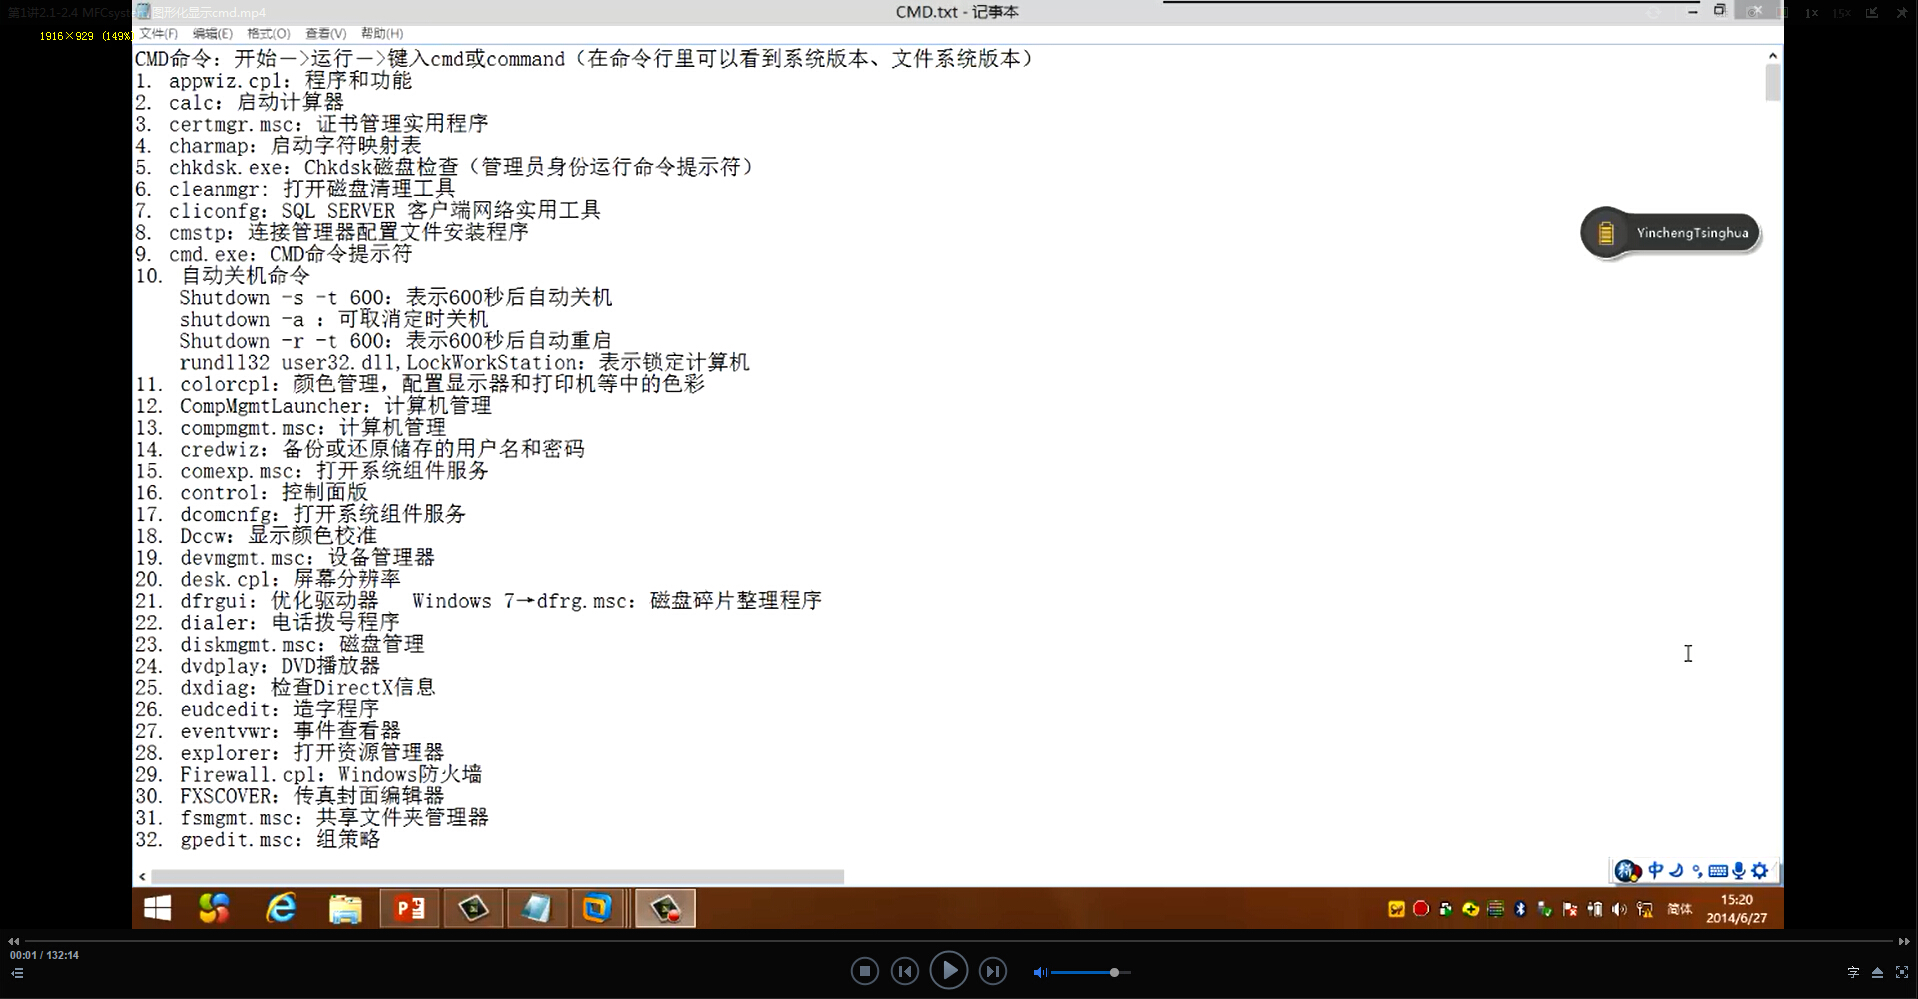 第1讲2.1-2.4 MFCsystem图形化显示cmd.mp4
CMD.txt - 记事本
1×
15×
1916×929 (149%)
文件(F) 编辑(E) 格式(O) 查看(V) 帮助(H)
CMD命令：开始－>运行－>键入cmd或command（在命令行里可以看到系统版本、文件系统版本）
1. appwiz.cpl：程序和功能
2. calc：启动计算器
3. certmgr.msc：证书管理实用程序
4. charmap：启动字符映射表
5. chkdsk.exe：Chkdsk磁盘检查（管理员身份运行命令提示符）
6. cleanmgr: 打开磁盘清理工具
7. cliconfg：SQL SERVER 客户端网络实用工具
8. cmstp：连接管理器配置文件安装程序
9. cmd.exe：CMD命令提示符
10. 自动关机命令
Shutdown -s -t 600：表示600秒后自动关机
shutdown -a ：可取消定时关机
Shutdown -r -t 600：表示600秒后自动重启
rundll32 user32.dll,LockWorkStation：表示锁定计算机
11. colorcpl：颜色管理，配置显示器和打印机等中的色彩
12. CompMgmtLauncher：计算机管理
13. compmgmt.msc：计算机管理
14. credwiz：备份或还原储存的用户名和密码
15. comexp.msc：打开系统组件服务
16. control：控制面版
17. dcomcnfg：打开系统组件服务
18. Dccw：显示颜色校准
19. devmgmt.msc：设备管理器
20. desk.cpl：屏幕分辨率
21. dfrgui：优化驱动器 Windows 7→dfrg.msc：磁盘碎片整理程序
22. dialer：电话拨号程序
23. diskmgmt.msc：磁盘管理
24. dvdplay：DVD播放器
25. dxdiag：检查DirectX信息
26. eudcedit：造字程序
27. eventvwr：事件查看器
28. explorer：打开资源管理器
29. Firewall.cpl：Windows防火墙
30. FXSCOVER：传真封面编辑器
31. fsmgmt.msc：共享文件夹管理器
32. gpedit.msc：组策略
YinchengTsinghua
中
简体
15:20
2014/6/27
00:01 / 132:14
字